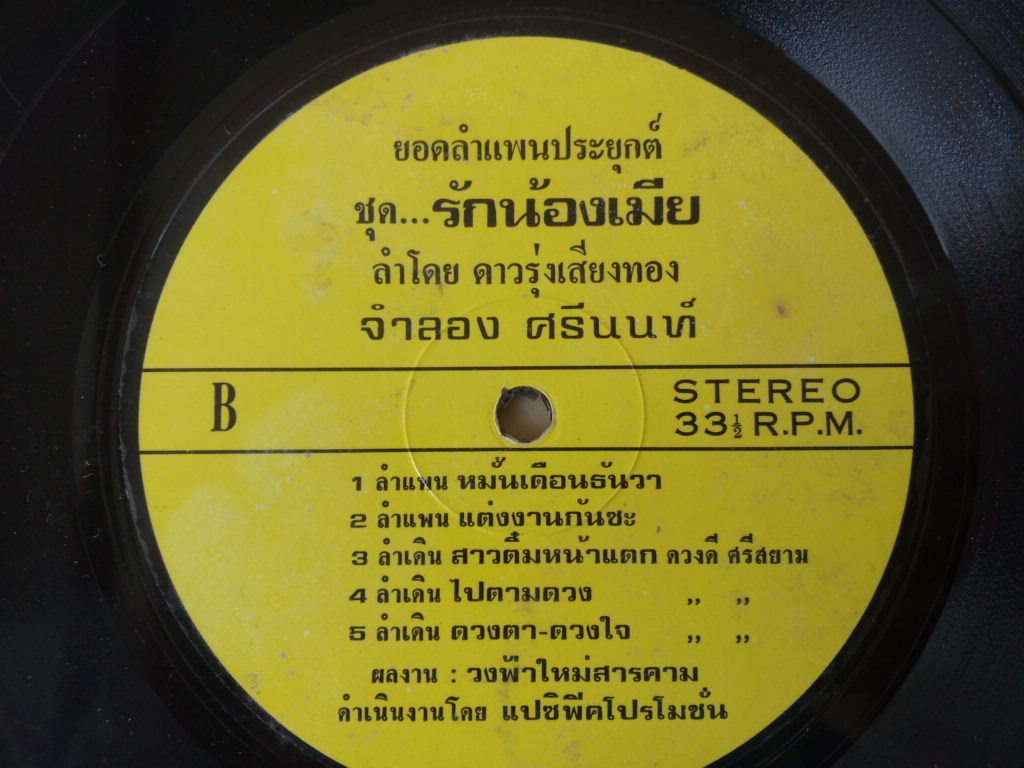 ยอดลำแพนประยุกต์
ชุด...รักน้องเมีย
ลำโดย ดาวรุ่งเสียงทอง
จำลอง ศรีนนท์
B
STEREO
33½ R.P.M.
1 ลำแพน หมั้นเดือนธันวา
2 ลำแพน แต่งงานกันซะ
3 ลำเดิน สาวติ๋มหน้าแตก ดวงดี ศรีสยาม
4 ลำเดิน ไปตามดวง ,, ,,
5 ลำเดิน ดวงตา-ดวงใจ ,, ,,
ผลงาน : วงฟ้าใหม่สารคาม
ดำเนินงานโดย แปซิพีคโปรโมชั่น